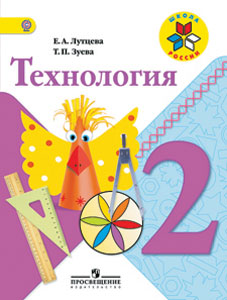 Е. А. Лутцева
Т. П. Зуева
ШКОЛА
РОССИИ
Технология
2
ПРОСВЕЩЕНИЕ